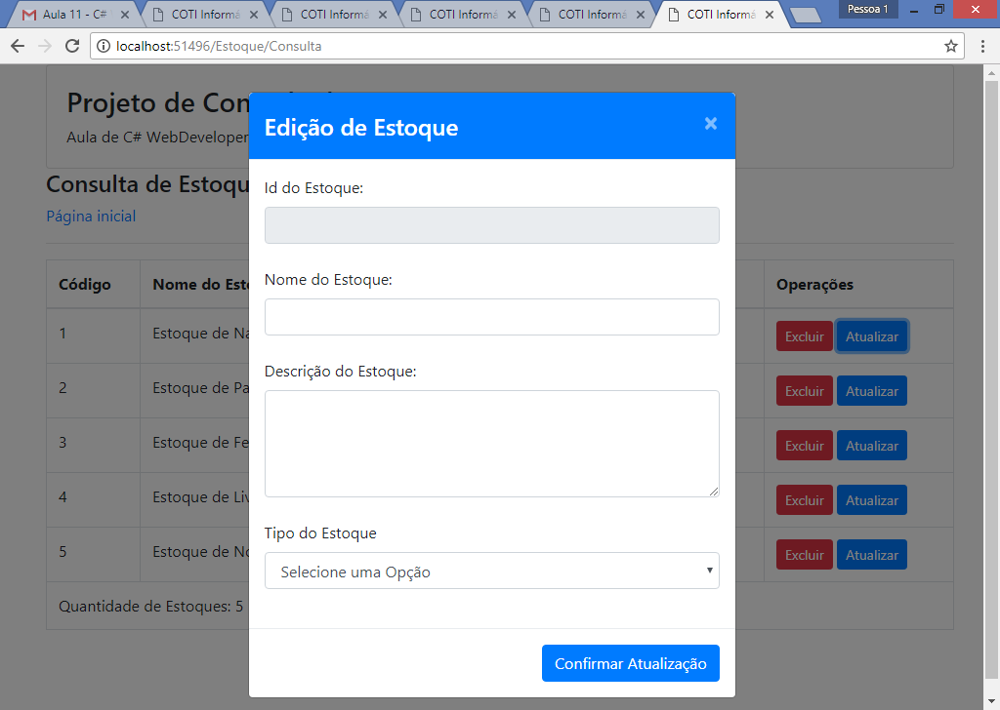 Aula 11 - C#
COTI Informá
COTI Informá
COTI Informá
COTI Informá
COTI Informá
Pessoa 1
localhost:51496/Estoque/Consulta
Projeto de
Aula de C# WebDeveloper
Consulta de Estoqu
Página inicial
Código Nome do Est Operações
1 Estoque de Na Excluir Atualizar
2 Estoque de Pa Excluir Atualizar
3 Estoque de Fe Excluir Atualizar
4 Estoque de Liv Excluir Atualizar
5 Estoque de No Excluir Atualizar
Quantidade de Estoques: 5
Edição de Estoque
×
Id do Estoque:
Nome do Estoque:
Descrição do Estoque:
Tipo do Estoque
Selecione uma Opção
Confirmar Atualização